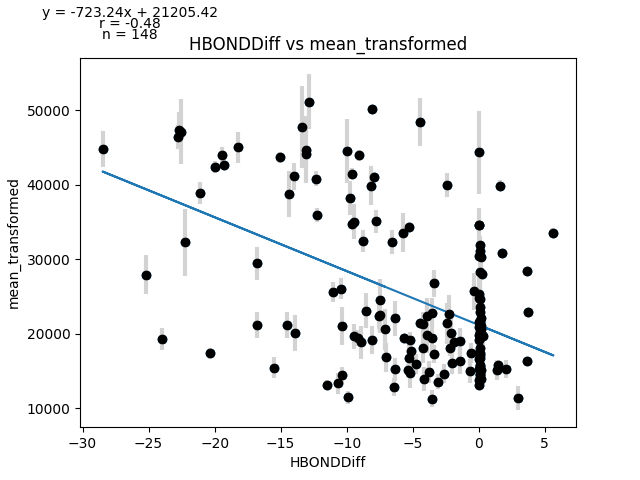 y = -723.24x + 21205.42
r = -0.48
n = 148
HBONDDiff vs mean_transformed
50000
40000
30000
20000
10000
mean_transformed
−30 −25 −20 −15 −10 −5 0 5
HBONDDiff